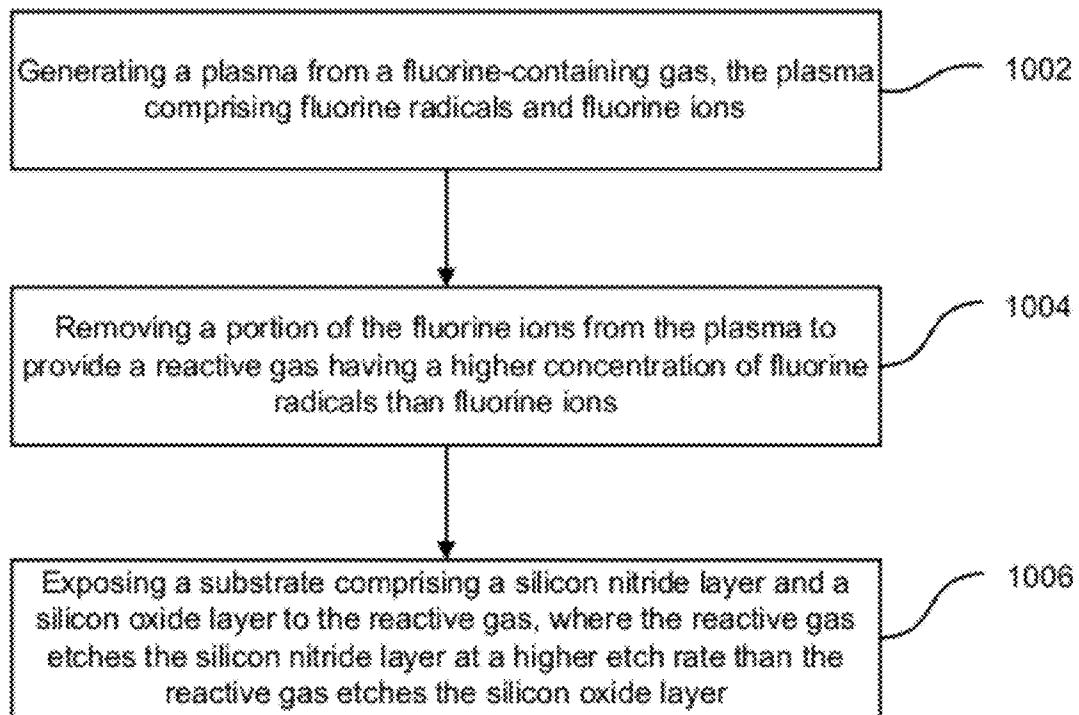 Generating a plasma from a fluorine-containing gas, the plasma
comprising fluorine radicals and fluorine ions
1002
Removing a portion of the fluorine ions from the plasma to
provide a reactive gas having a higher concentration of fluorine
radicals than fluorine ions
1004
Exposing a substrate comprising a silicon nitride layer and a
silicon oxide layer to the reactive gas, where the reactive gas
etches the silicon nitride layer at a higher etch rate than the
reactive gas etches the silicon oxide layer
1006